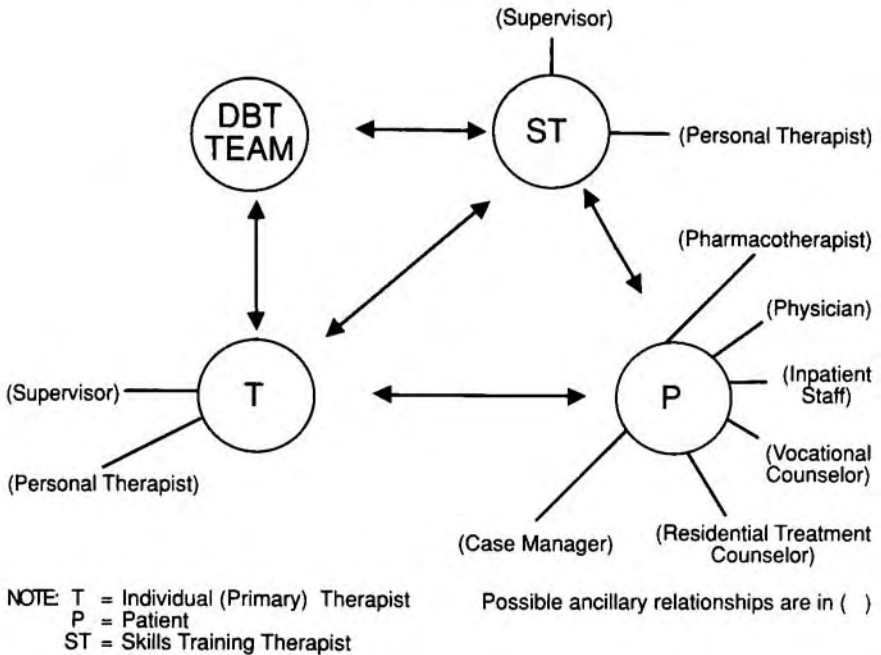 (Supervisor)
DBT
TEAM
ST
(Personal Therapist)
(Pharmacotherapist)
(Physician)
(Inpatient
Staff)
(Supervisor)
T
P
(Vocational
Counselor)
(Personal Therapist)
(Case Manager)
(Residential Treatment
Counselor)
NOTE: T = Individual (Primary) Therapist
P = Patient
ST = Skills Training Therapist
Possible ancillary relationships are in ( )